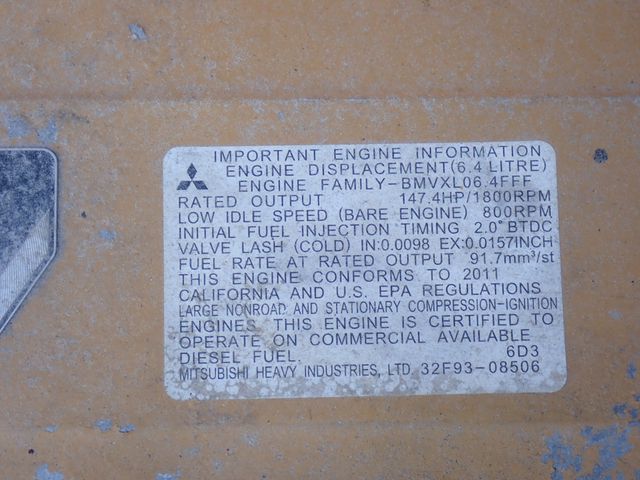 IMPORTANT ENGINE INFORMATION
ENGINE DISPLACEMENT(6.4 LITRE)
ENGINE FAMILY-BMVXL06.4FFF
RATED OUTPUT 147.4HP/1800RPM
LOW IDLE SPEED (BARE ENGINE) 800RPM
INITIAL FUEL INJECTION TIMING 2.0° BTDC
VALVE LASH (COLD) IN:0.0098 EX:0.0157INCH
FUEL RATE AT RATED OUTPUT 91.7mm³/st
THIS ENGINE CONFORMS TO 2011
CALIFORNIA AND U.S. EPA REGULATIONS
LARGE NONROAD AND STATIONARY COMPRESSION-IGNITION
ENGINES. THIS ENGINE IS CERTIFIED TO
OPERATE ON COMMERCIAL AVAILABLE
DIESEL FUEL. 6D3
MITSUBISHI HEAVY INDUSTRIES, LTD. 32F93-08506